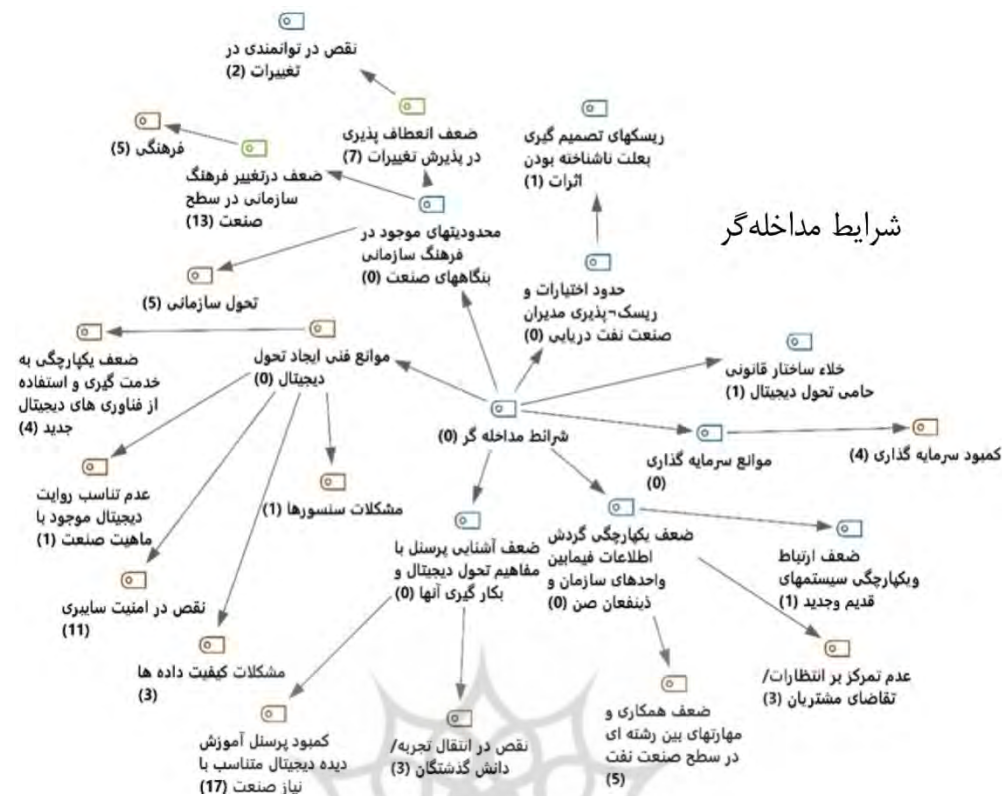 نقص در توانمندی در
تغییرات (2)
فرهنگی (5)
ضعف انعطاف پذیری
در پذیرش تغییرات (7)
ریسکهای تصمیم گیری
بعلت ناشناخته بودن
اثرات (1)
ضعف درتغییر فرهنگ
سازمانی در سطح
صنعت (13)
شرایط مداخله‌گر
محدودیتهای موجود در
فرهنگ سازمانی
بنگاههای صنعت (0)
حدود اختیارات و
ریسک¬پذیری مدیران
صنعت نفت دریایی (0)
تحول سازمانی (5)
ضعف یکپارچگی به
خدمت گیری و استفاده
از فناوری های دیجیتال
جدید (4)
موانع فنی ایجاد تحول
دیجیتال (0)
خلاء ساختار قانونی
حامی تحول دیجیتال (1)
شرائط مداخله گر (0)
موانع سرمایه گذاری
(0)
کمبود سرمایه گذاری (4)
عدم تناسب روایت
دیجیتال موجود با
ماهیت صنعت (1)
مشکلات سنسورها (1)
ضعف آشنایی پرسنل با
مفاهیم تحول دیجیتال و
بکار گیری آنها (0)
ضعف یکپارچگی گردش
اطلاعات فیمابین
واحدهای سازمان و
ذینفعان صن (0)
ضعف ارتباط
ویکپارچگی سیستمهای
قدیم وجدید (1)
نقص در امنیت سایبری
(11)
مشکلات کیفیت داده ها
(3)
عدم تمرکز بر انتظارات/
تقاضای مشتریان (3)
کمبود پرسنل آموزش
دیده دیجیتال متناسب با
نیاز صنعت (17)
نقص در انتقال تجربه/
دانش گذشتگان (3)
ضعف همکاری و
مهارتهای بین رشته ای
در سطح صنعت نفت
(5)